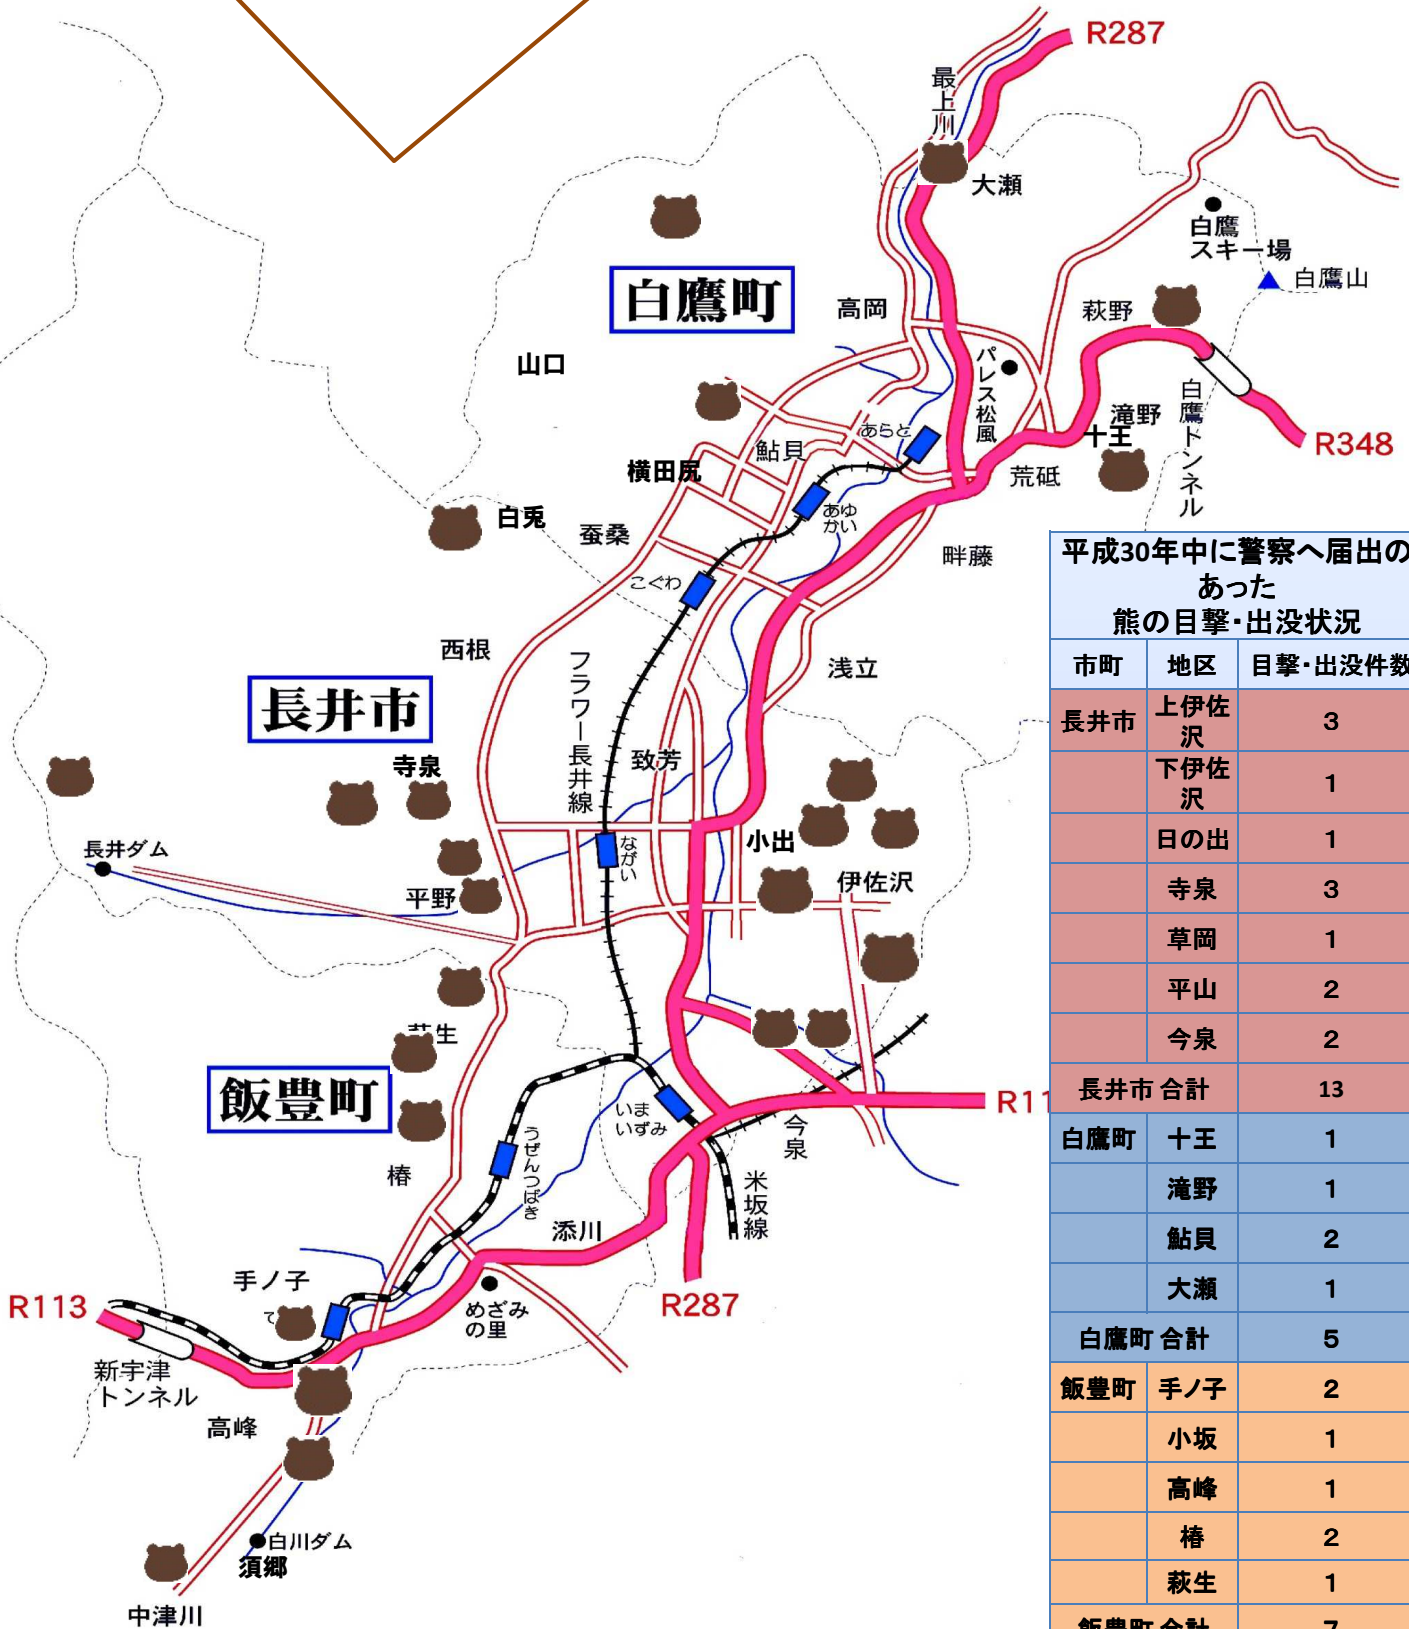 R287
最上川
大瀬
白鷹
スキー場
白鷹山
白鷹町
高岡
萩野
山口
パレス松風
白鷹トンネル
滝野
十王
R348
あらと
鮎貝
横田尻
荒砥
あゆ
かい
白兎
蚕桑
畔藤
こぐわ
西根
フラワー長井線
浅立
長井市
致芳
寺泉
小出
長井ダム
ながい
平野
伊佐沢
飯豊町
いま
いずみ
R11
今泉
うぜんつばき
椿
米坂線
添川
手ノ子
R113
めざみ
の里
R287
新宇津
トンネル
高峰
白川ダム
須郷
中津川
平成30年中に警察へ届出の
あった
熊の目撃・出没状況
市町 地区 目撃・出没件数
長井市 上伊佐沢 3
下伊佐沢 1
日の出 1
寺泉 3
草岡 1
平山 2
今泉 2
長井市 合計 13
白鷹町 十王 1
滝野 1
鮎貝 2
大瀬 1
白鷹町 合計 5
飯豊町 手ノ子 2
小坂 1
高峰 1
椿 2
萩生 1
飯豊町 合計 7